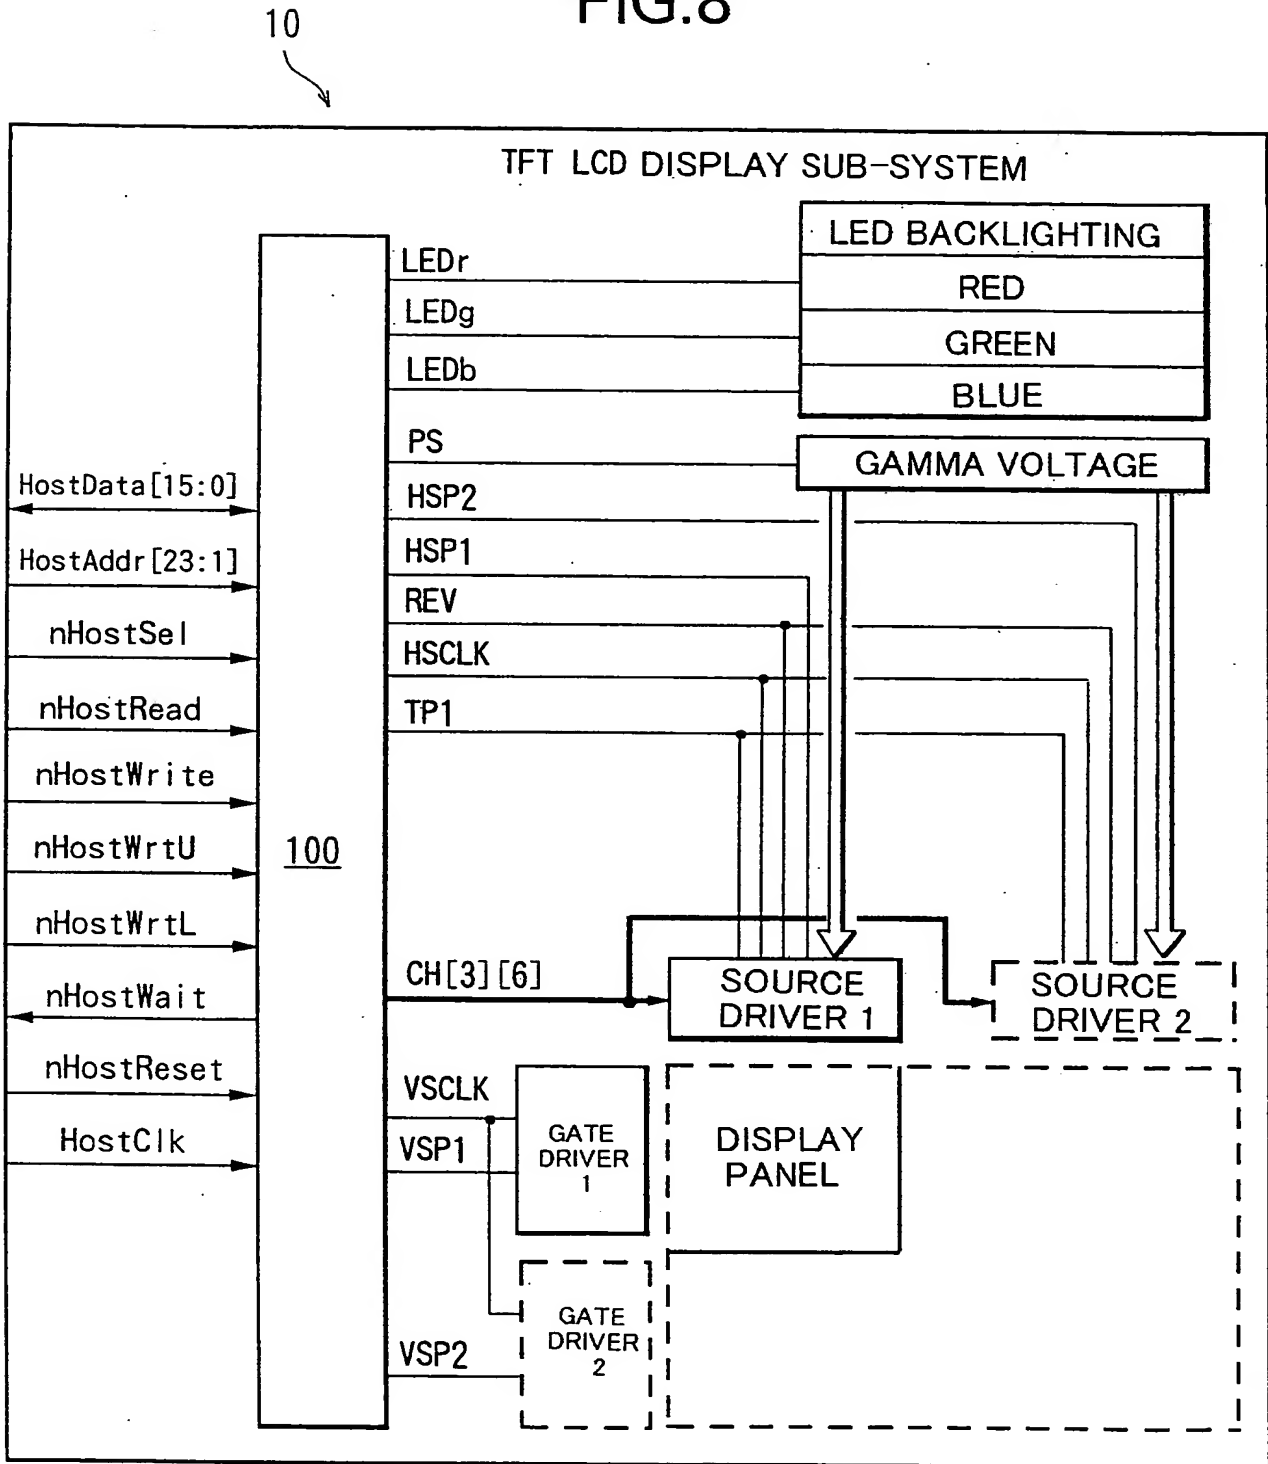 FIG.8
10
TFT LCD DISPLAY SUB-SYSTEM
LED BACKLIGHTING
RED
GREEN
BLUE
GAMMA VOLTAGE
LEDr
LEDg
LEDb
PS
HSP2
HSP1
REV
HSCLK
TP1
HostData[15:0]
HostAddr[23:1]
nHostSel
nHostRead
nHostWrite
nHostWrtU
nHostWrtL
nHostWait
nHostReset
HostClk
100
CH[3][6]
SOURCE
DRIVER 1
SOURCE
DRIVER 2
VSCLK
VSP1
GATE
DRIVER
1
DISPLAY
PANEL
VSP2
GATE
DRIVER
2